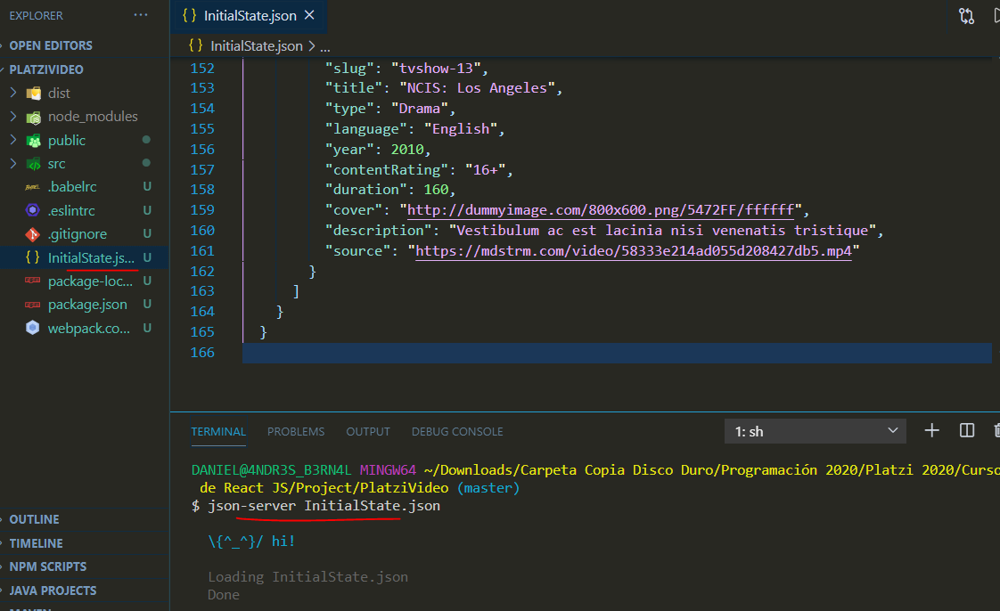 EXPLORER
···
{ } InitialState.json ×
OPEN EDITORS
{ } InitialState.json > ...
PLATZIVIDEO
dist
node_modules
public
src
.babelrc U
.eslintrc U
.gitignore U
{ } InitialState.js... U
package-loc... U
package.json U
webpack.co... U
OUTLINE
TIMELINE
NPM SCRIPTS
JAVA PROJECTS
152 "slug": "tvshow-13",
153 "title": "NCIS: Los Angeles",
154 "type": "Drama",
155 "language": "English",
156 "year": 2010,
157 "contentRating": "16+",
158 "duration": 160,
159 "cover": "http://dummyimage.com/800x600.png/5472FF/ffffff",
160 "description": "Vestibulum ac est lacinia nisi venenatis tristique",
161 "source": "https://mdstrm.com/video/58333e214ad055d208427db5.mp4"
162 }
163 ]
164 }
165 }
166
TERMINAL PROBLEMS OUTPUT DEBUG CONSOLE 1: sh
DANIEL@4NDR3S_B3RN4L MINGW64 ~/Downloads/Carpeta Copia Disco Duro/Programación 2020/Platzi 2020/Curso
de React JS/Project/PlatziVideo (master)
$ json-server InitialState.json
\{^_^}/ hi!
Loading InitialState.json
Done